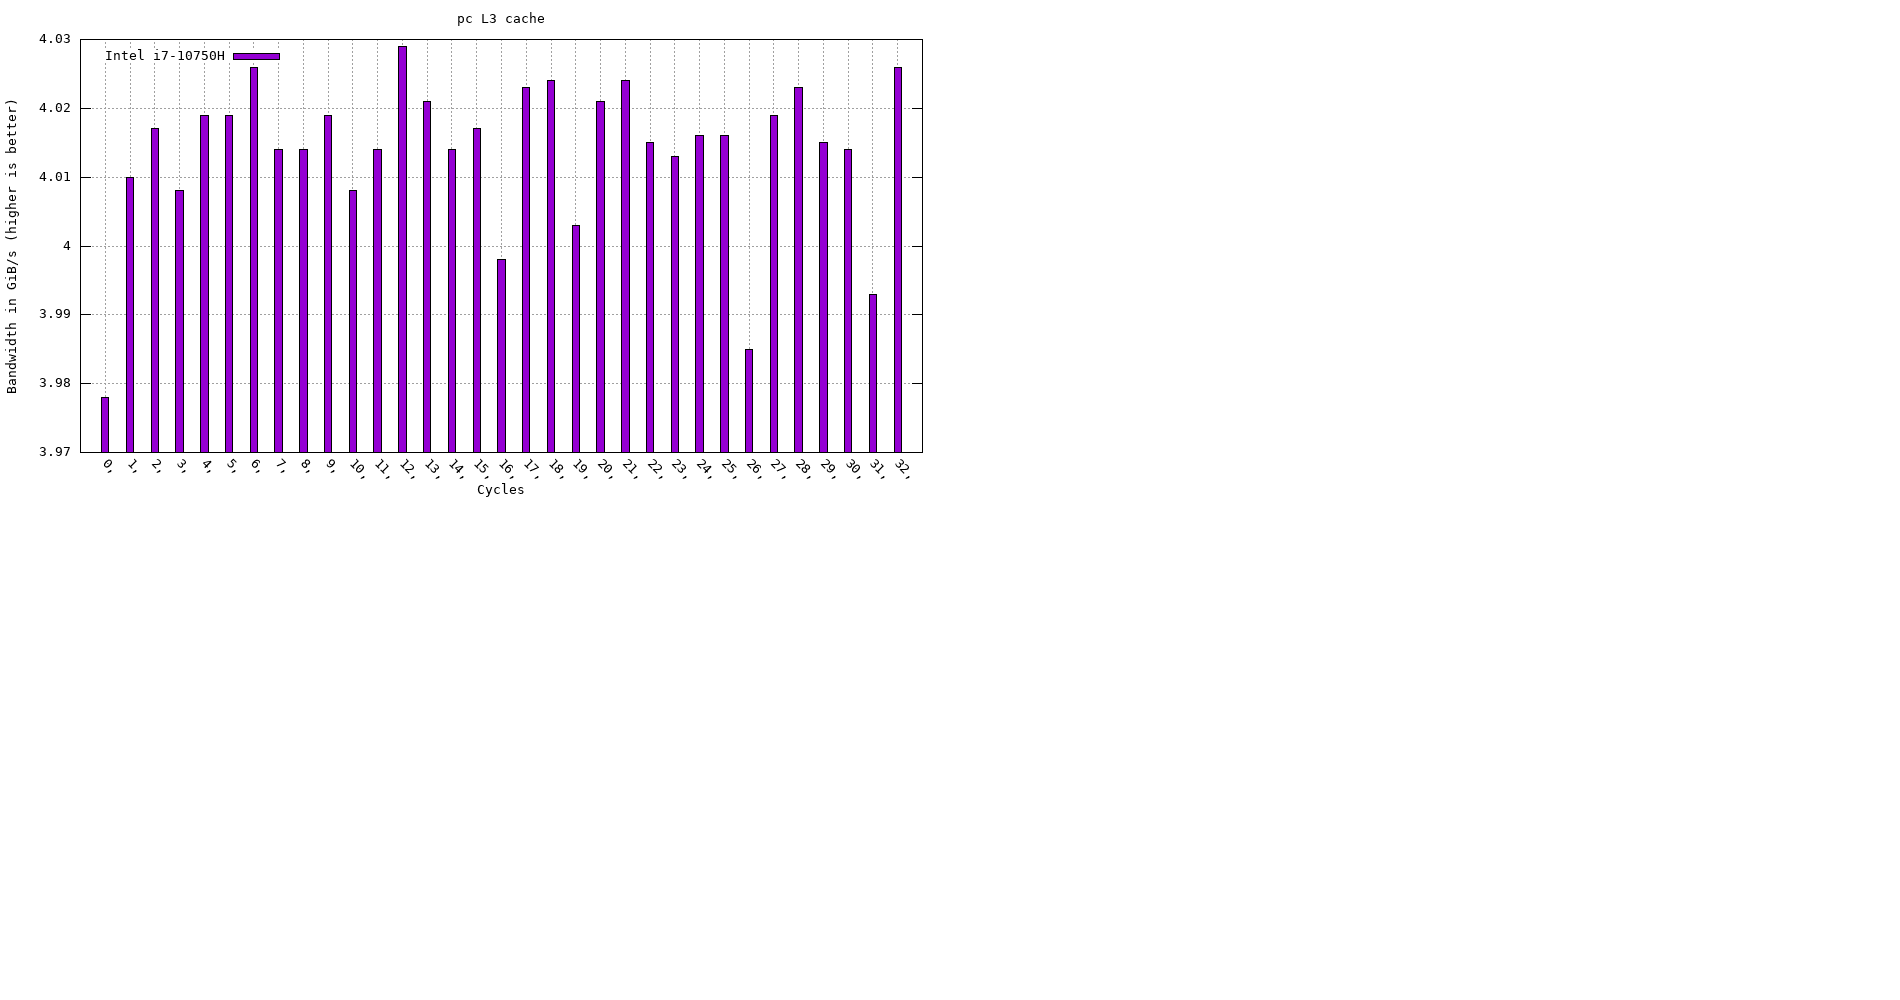 pc L3 cache
4.03
4.02
4.01
4
3.99
3.98
3.97
Bandwidth in GiB/s (higher is better)
Intel i7-10750H
0, 1, 2, 3, 4, 5, 6, 7, 8, 9, 10, 11, 12, 13, 14, 15, 16, 17, 18, 19, 20, 21, 22, 23, 24, 25, 26, 27, 28, 29, 30, 31, 32,
Cycles